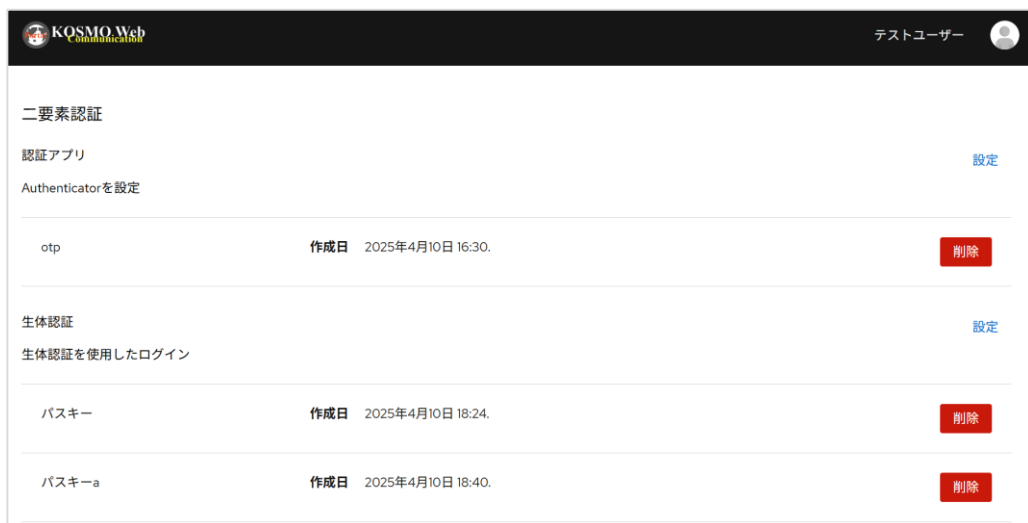 KOSMO.Web
Communication
テストユーザー
二要素認証
認証アプリ
設定
Authenticatorを設定
otp 作成日 2025年4月10日 16:30. 削除
生体認証
設定
生体認証を使用したログイン
パスキー 作成日 2025年4月10日 18:24. 削除
パスキーa 作成日 2025年4月10日 18:40. 削除